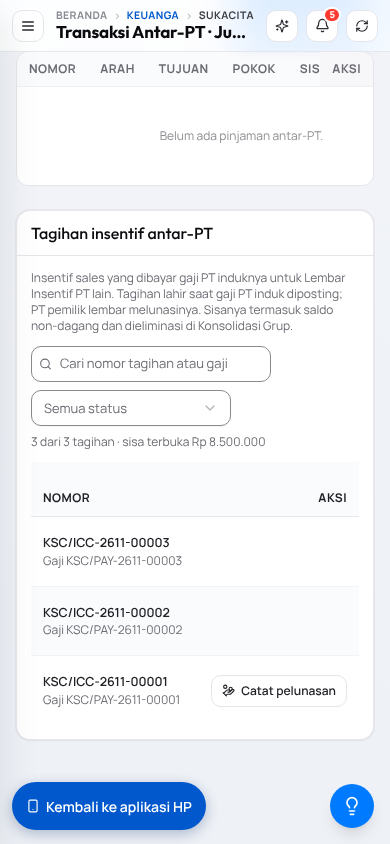 BERANDA › KEUANGA › SUKACITA
Transaksi Antar-PT · Ju...
5
NOMOR ARAH TUJUAN POKOK SIS AKSI
Belum ada pinjaman antar-PT.
Tagihan insentif antar-PT
Insentif sales yang dibayar gaji PT induknya untuk Lembar
Insentif PT lain. Tagihan lahir saat gaji PT induk diposting;
PT pemilik lembar melunasinya. Sisanya termasuk saldo
non-dagang dan dieliminasi di Konsolidasi Grup.
Cari nomor tagihan atau gaji
Semua status
3 dari 3 tagihan · sisa terbuka Rp 8.500.000
NOMOR AKSI
KSC/ICC-2611-00003
Gaji KSC/PAY-2611-00003
KSC/ICC-2611-00002
Gaji KSC/PAY-2611-00002
KSC/ICC-2611-00001
Gaji KSC/PAY-2611-00001
Catat pelunasan
Kembali ke aplikasi HP